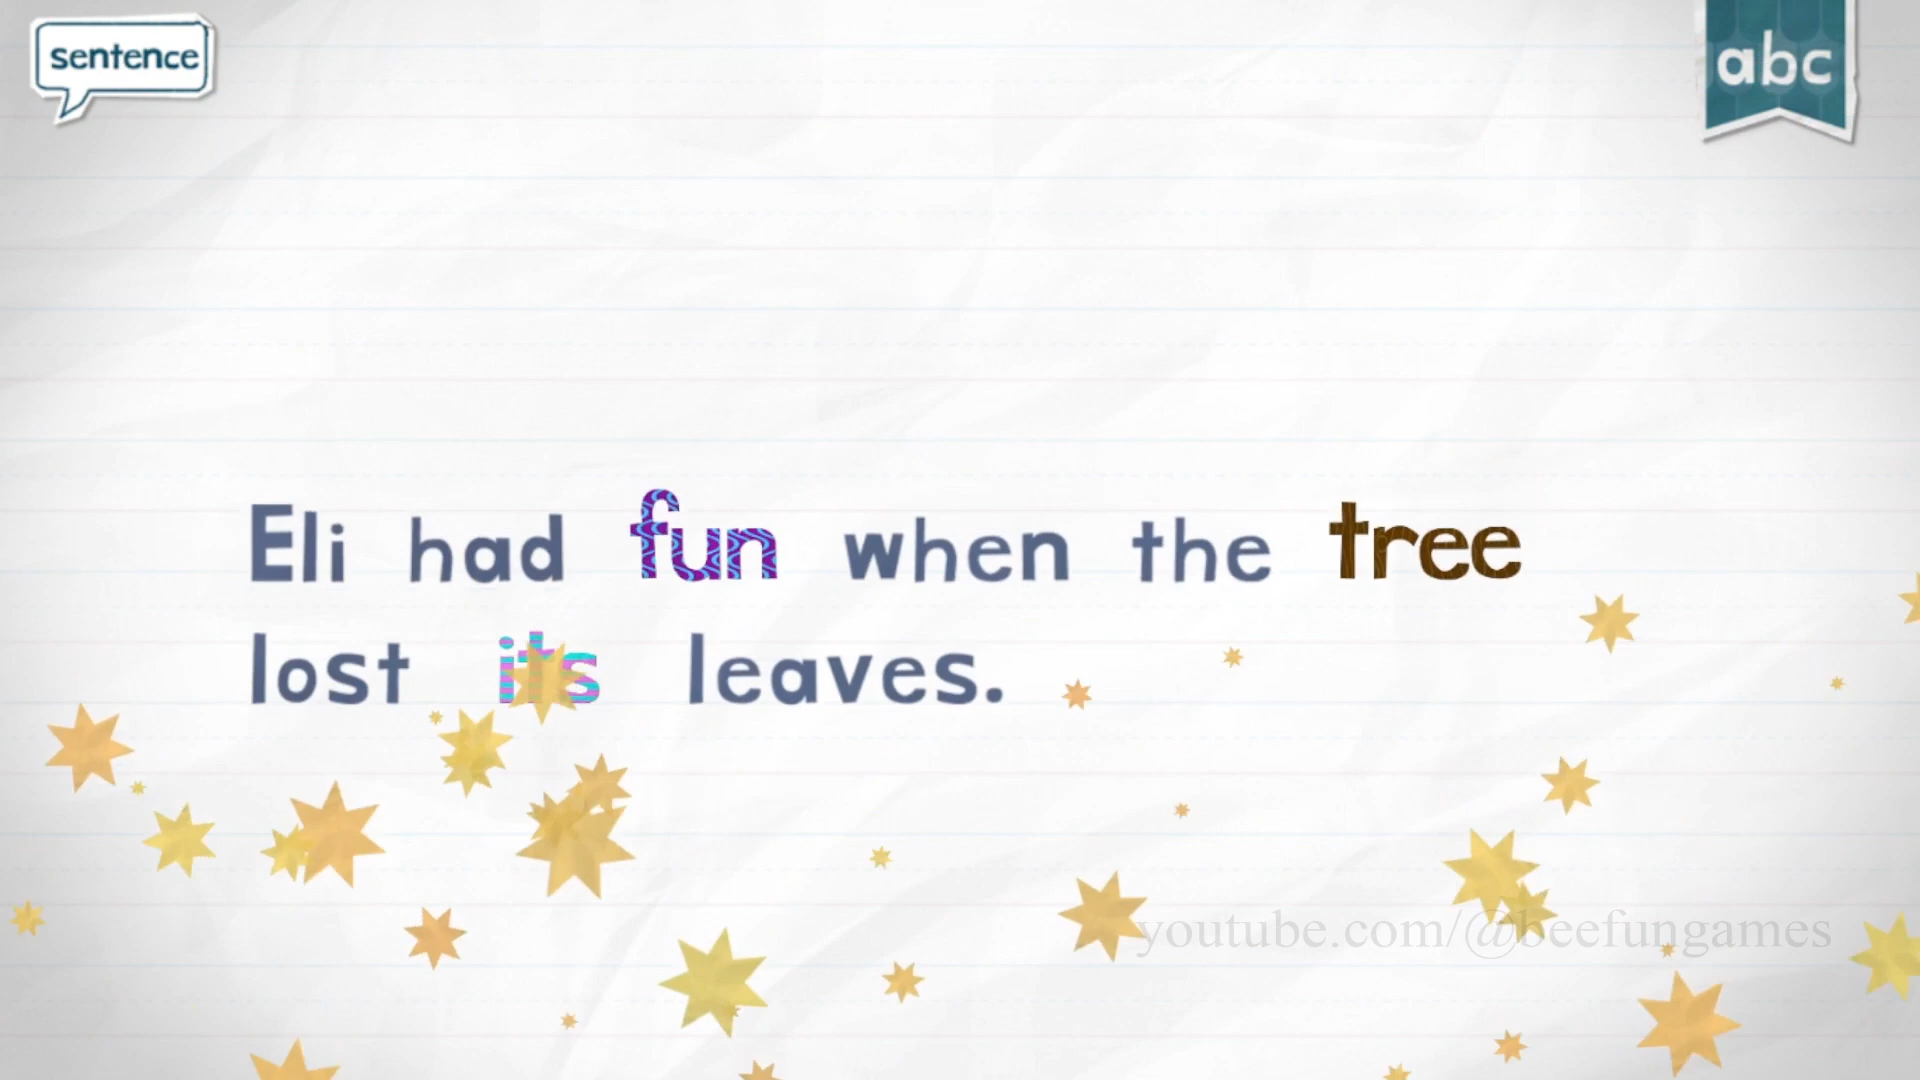 sentence
abc
Eli had fun when the tree
lost its leaves.
youtube.com/@beefungames